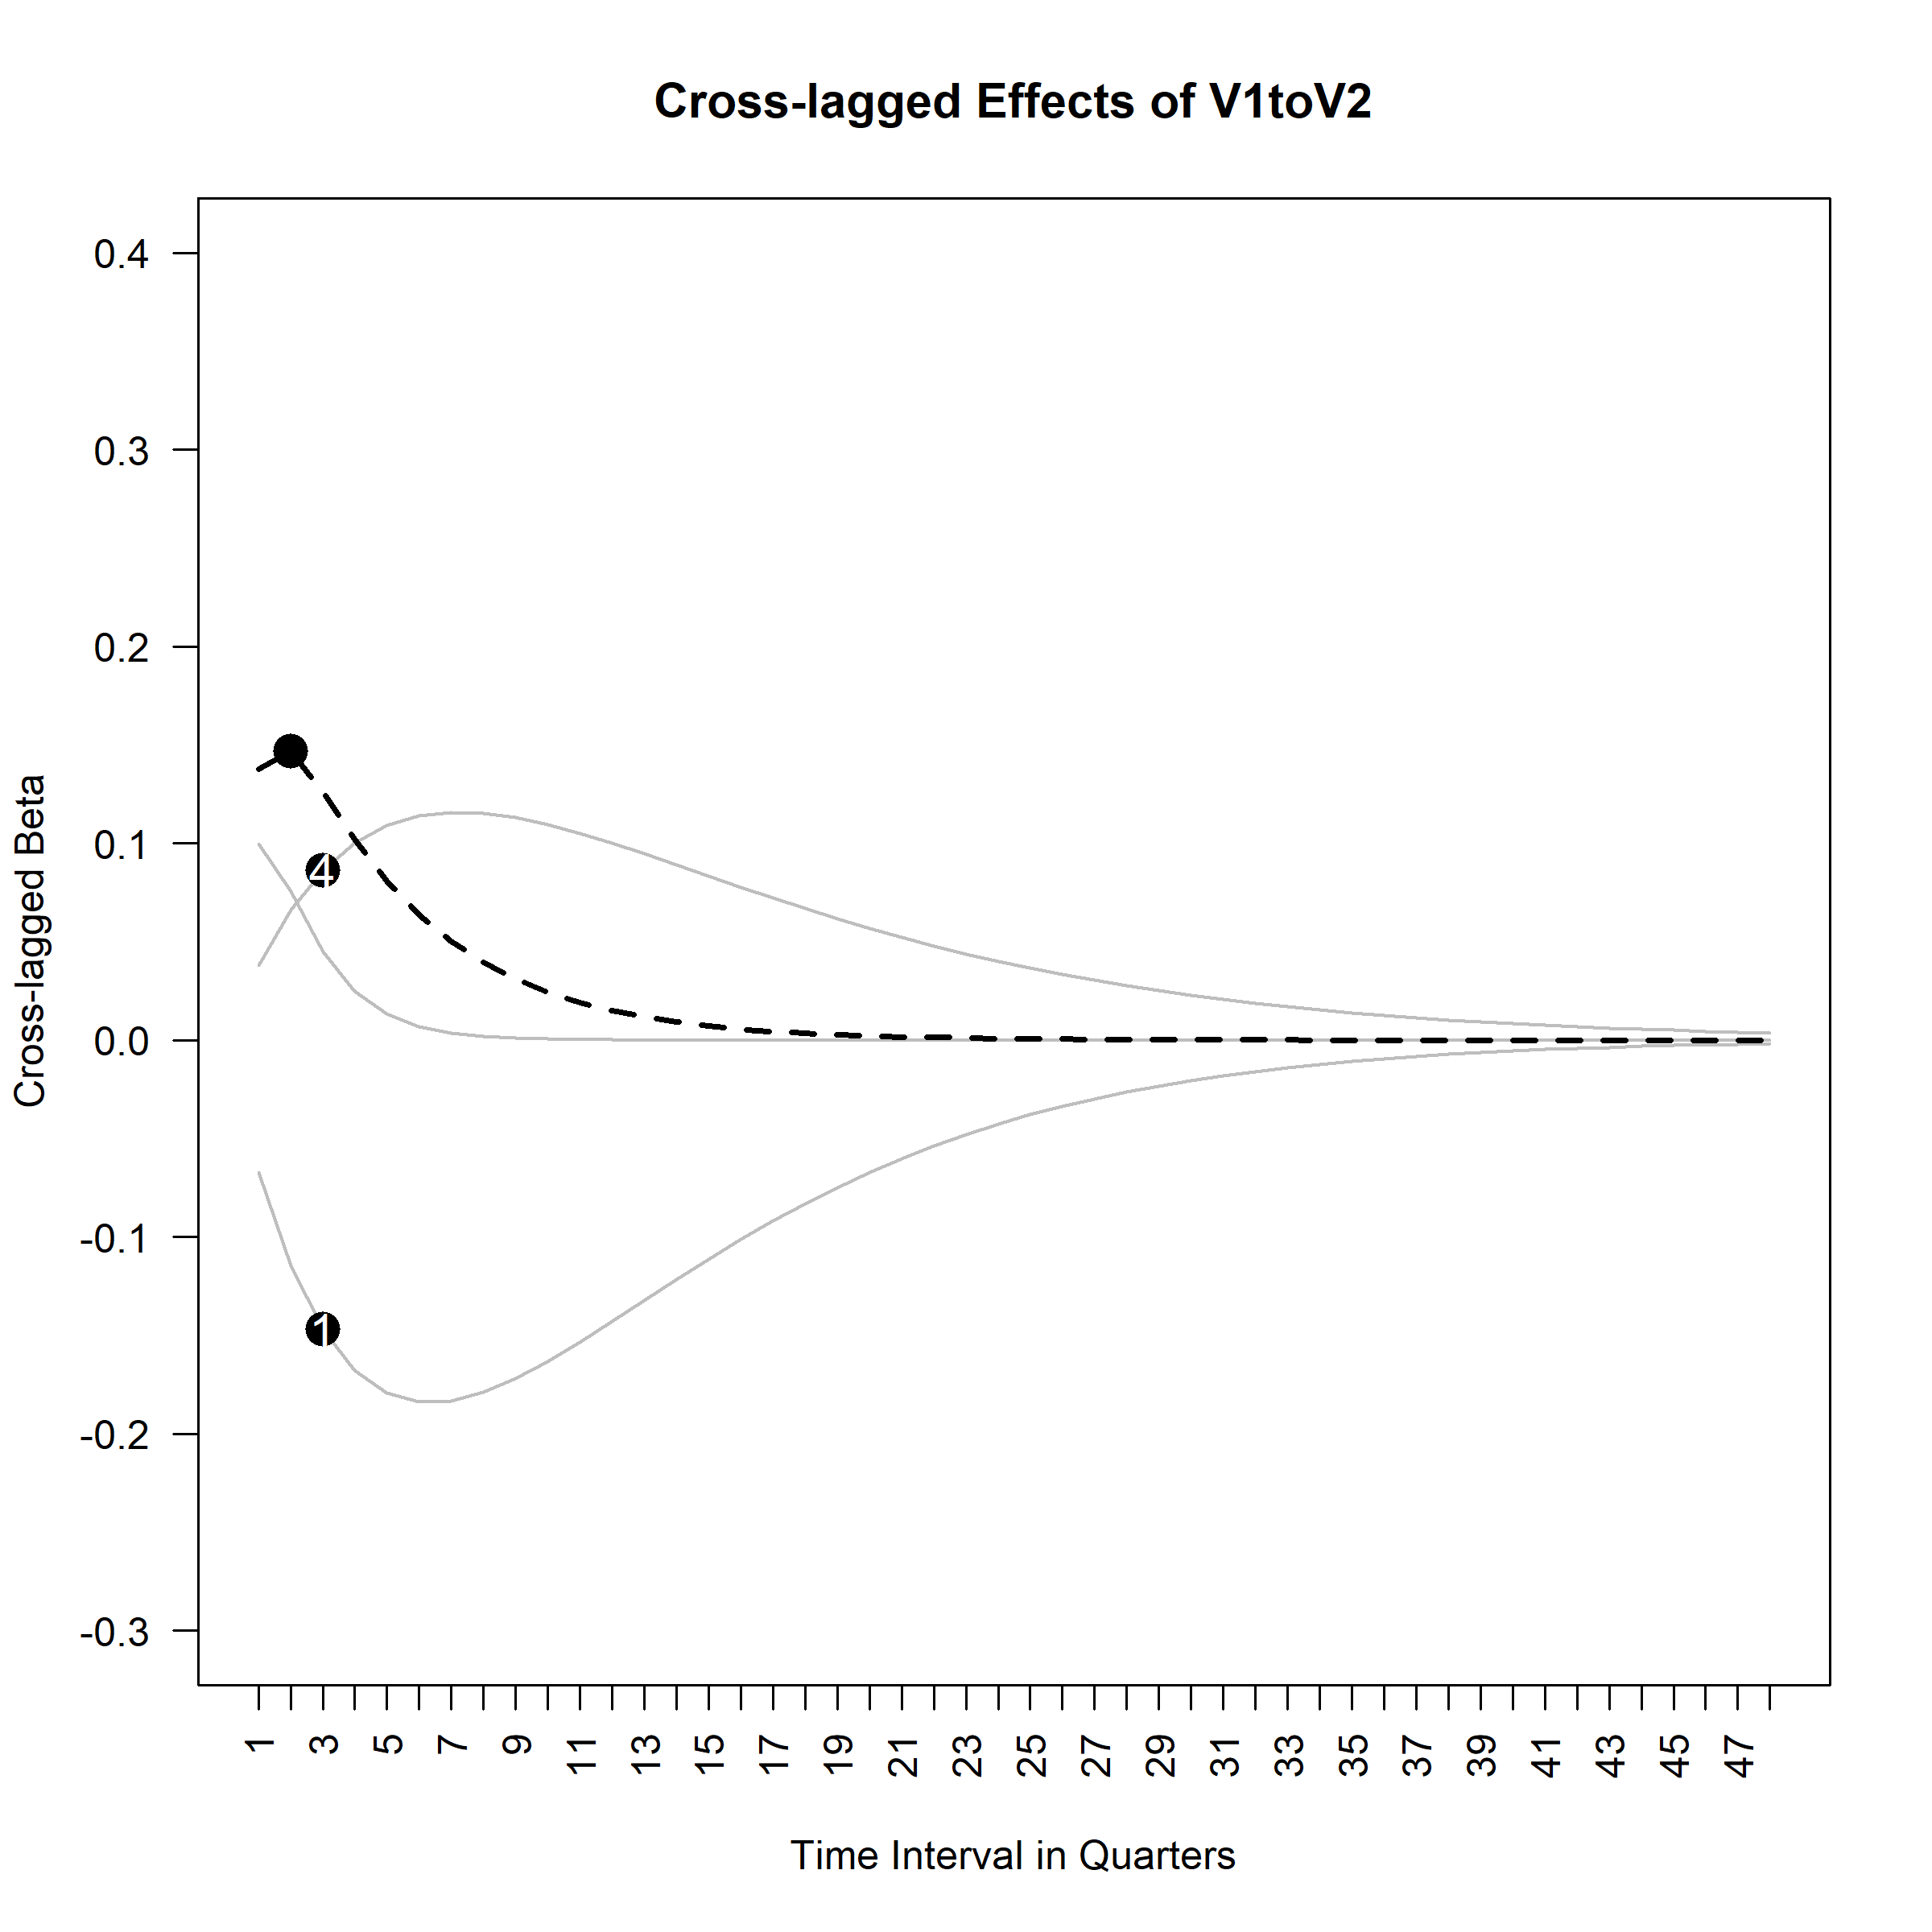 Cross-lagged Effects of V1toV2
Cross-lagged Beta
0.4
0.3
0.2
0.1
0.0
-0.1
-0.2
-0.3
4
1
1 3 5 7 9 11 13 15 17 19 21 23 25 27 29 31 33 35 37 39 41 43 45 47
Time Interval in Quarters